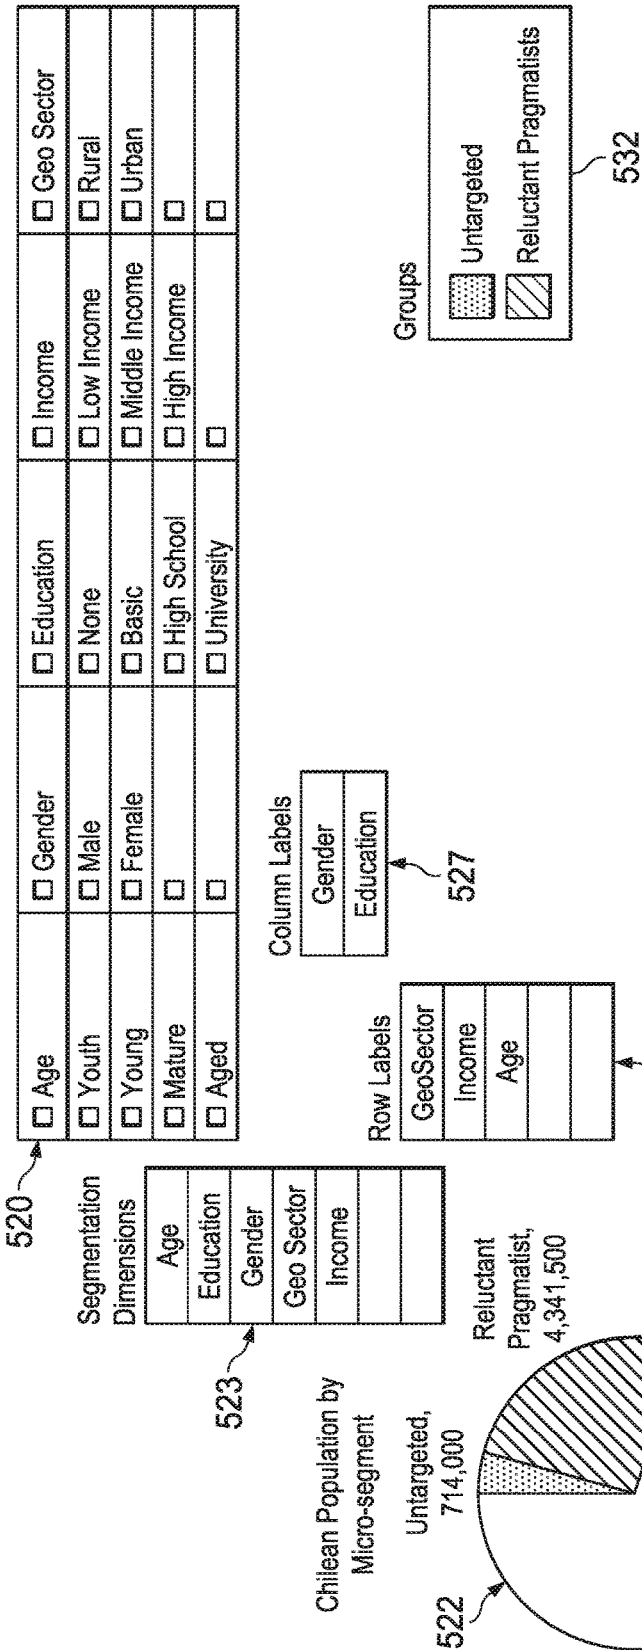 520
☐ Age ☐ Gender ☐ Education ☐ Income ☐ Geo Sector
☐ Youth ☐ Male ☐ None ☐ Low Income ☐ Rural
☐ Young ☐ Female ☐ Basic ☐ Middle Income ☐ Urban
☐ Mature ☐ ☐ High School ☐ High Income ☐
☐ Aged ☐ ☐ University ☐ ☐
Segmentation
Dimensions
Age
Education
Gender
Geo Sector
Income
523
Column Labels
Gender
Education
527
Groups
Untargeted
Reluctant Pragmatists
532
Row Labels
GeoSector
Income
Age
Chilean Population by
Micro-segment
Untargeted,
714,000
Reluctant
Pragmatist,
4,341,500
522